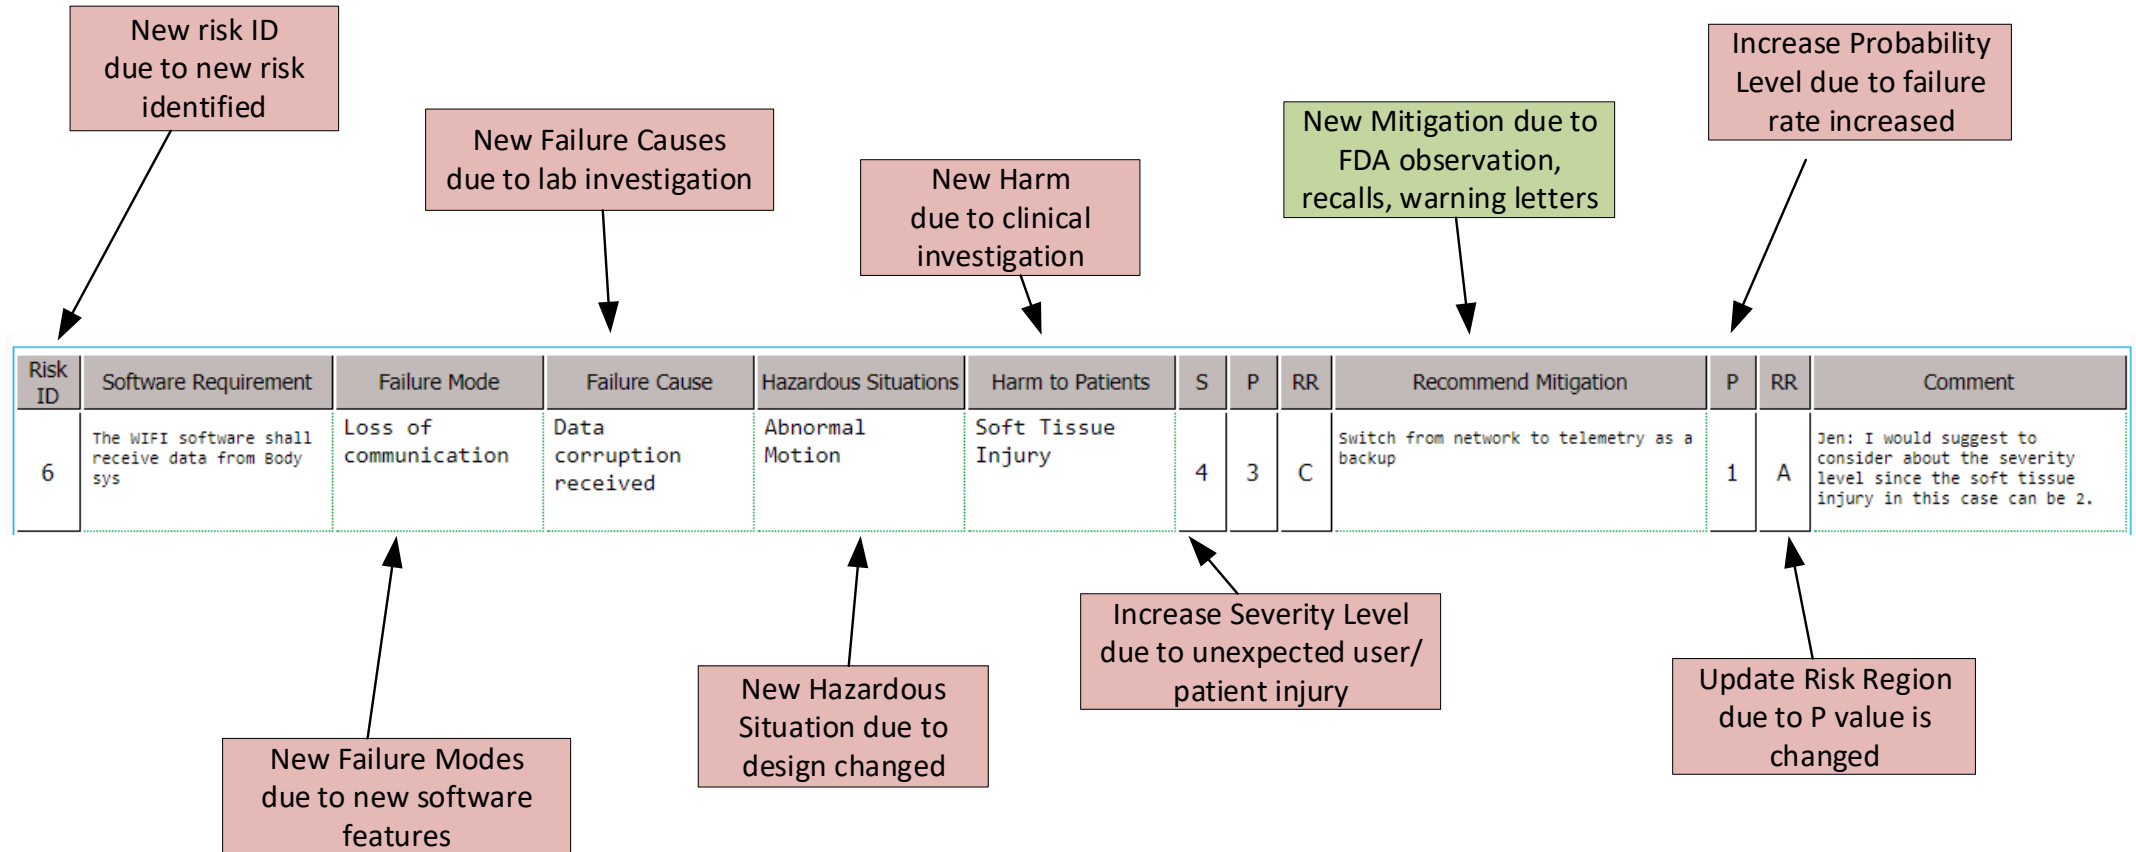 New risk ID
due to new risk
identified
New Failure Causes
due to lab investigation
New Harm
due to clinical
investigation
New Mitigation due to
FDA observation,
recalls, warning letters
Increase Probability
Level due to failure
rate increased
Risk
ID
Software Requirement
Failure Mode
Failure Cause
Hazardous Situations
Harm to Patients
S
P
RR
Recommend Mitigation
P
RR
Comment
6
The WIFI software shall
receive data from Body
sys
Loss of
communication
Data
corruption
received
Abnormal
Motion
Soft Tissue
Injury
4
3
C
Switch from network to telemetry as a
backup
1
A
Jen: I would suggest to
consider about the severity
level since the soft tissue
injury in this case can be 2.
New Failure Modes
due to new software
features
New Hazardous
Situation due to
design changed
Increase Severity Level
due to unexpected user/
patient injury
Update Risk Region
due to P value is
changed